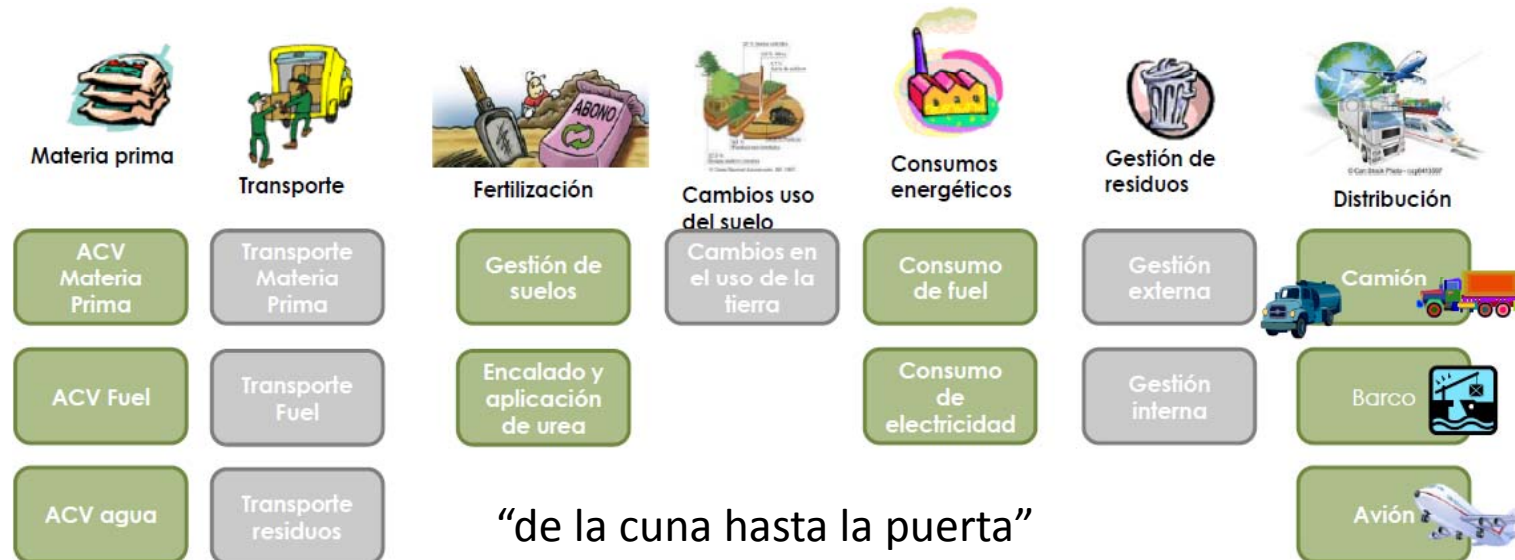 Materia prima
Transporte
ABONO
Fertilización
Cambios uso
del suelo
Consumos
energéticos
Gestión de
residuos
Distribución
ACV
Materia
Prima
Transporte
Materia
Prima
Gestión de
suelos
Cambios en
el uso de la
tierra
Consumo
de fuel
Gestión
externa
Camión
ACV Fuel
Transporte
Fuel
Encalado y
aplicación
de urea
Consumo
de
electricidad
Gestión
interna
Barco
ACV agua
Transporte
residuos
“de la cuna hasta la puerta”
Avión